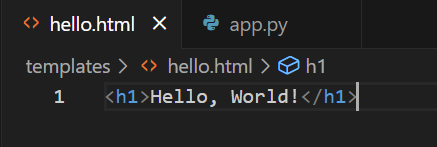 hello.html app.py
templates > hello.html > h1
1 <h1>Hello, World!</h1>